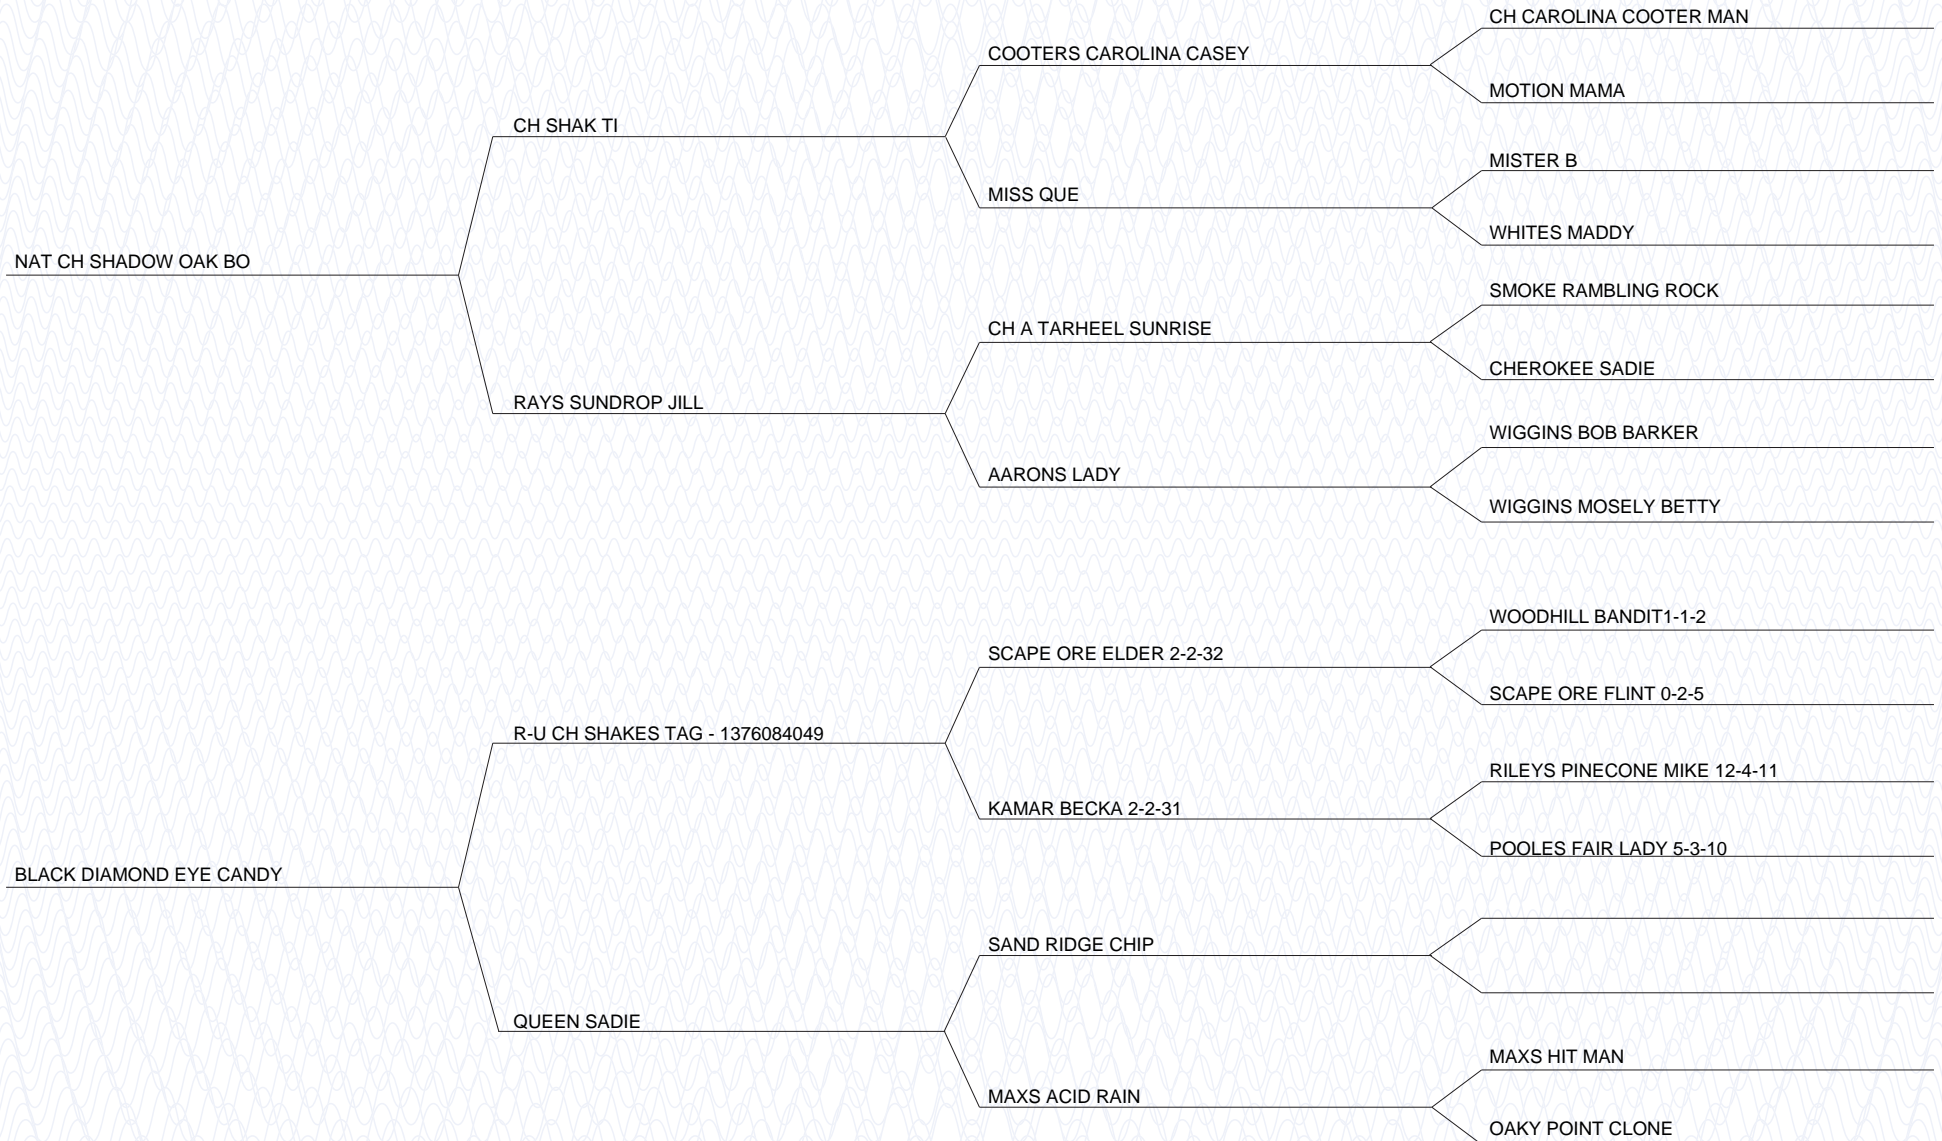 CH CAROLINA COOTER MAN
COOTERS CAROLINA CASEY
MOTION MAMA
CH SHAK TI
MISTER B
MISS QUE
WHITES MADDY
NAT CH SHADOW OAK BO
SMOKE RAMBLING ROCK
CH A TARHEEL SUNRISE
CHEROKEE SADIE
RAYS SUNDROP JILL
WIGGINS BOB BARKER
AARONS LADY
WIGGINS MOSELY BETTY
WOODHILL BANDIT1-1-2
SCAPE ORE ELDER 2-2-32
SCAPE ORE FLINT 0-2-5
R-U CH SHAKES TAG - 1376084049
RILEYS PINECONE MIKE 12-4-11
KAMAR BECKA 2-2-31
POOLES FAIR LADY 5-3-10
BLACK DIAMOND EYE CANDY
SAND RIDGE CHIP
QUEEN SADIE
MAXS HIT MAN
MAXS ACID RAIN
OAKY POINT CLONE